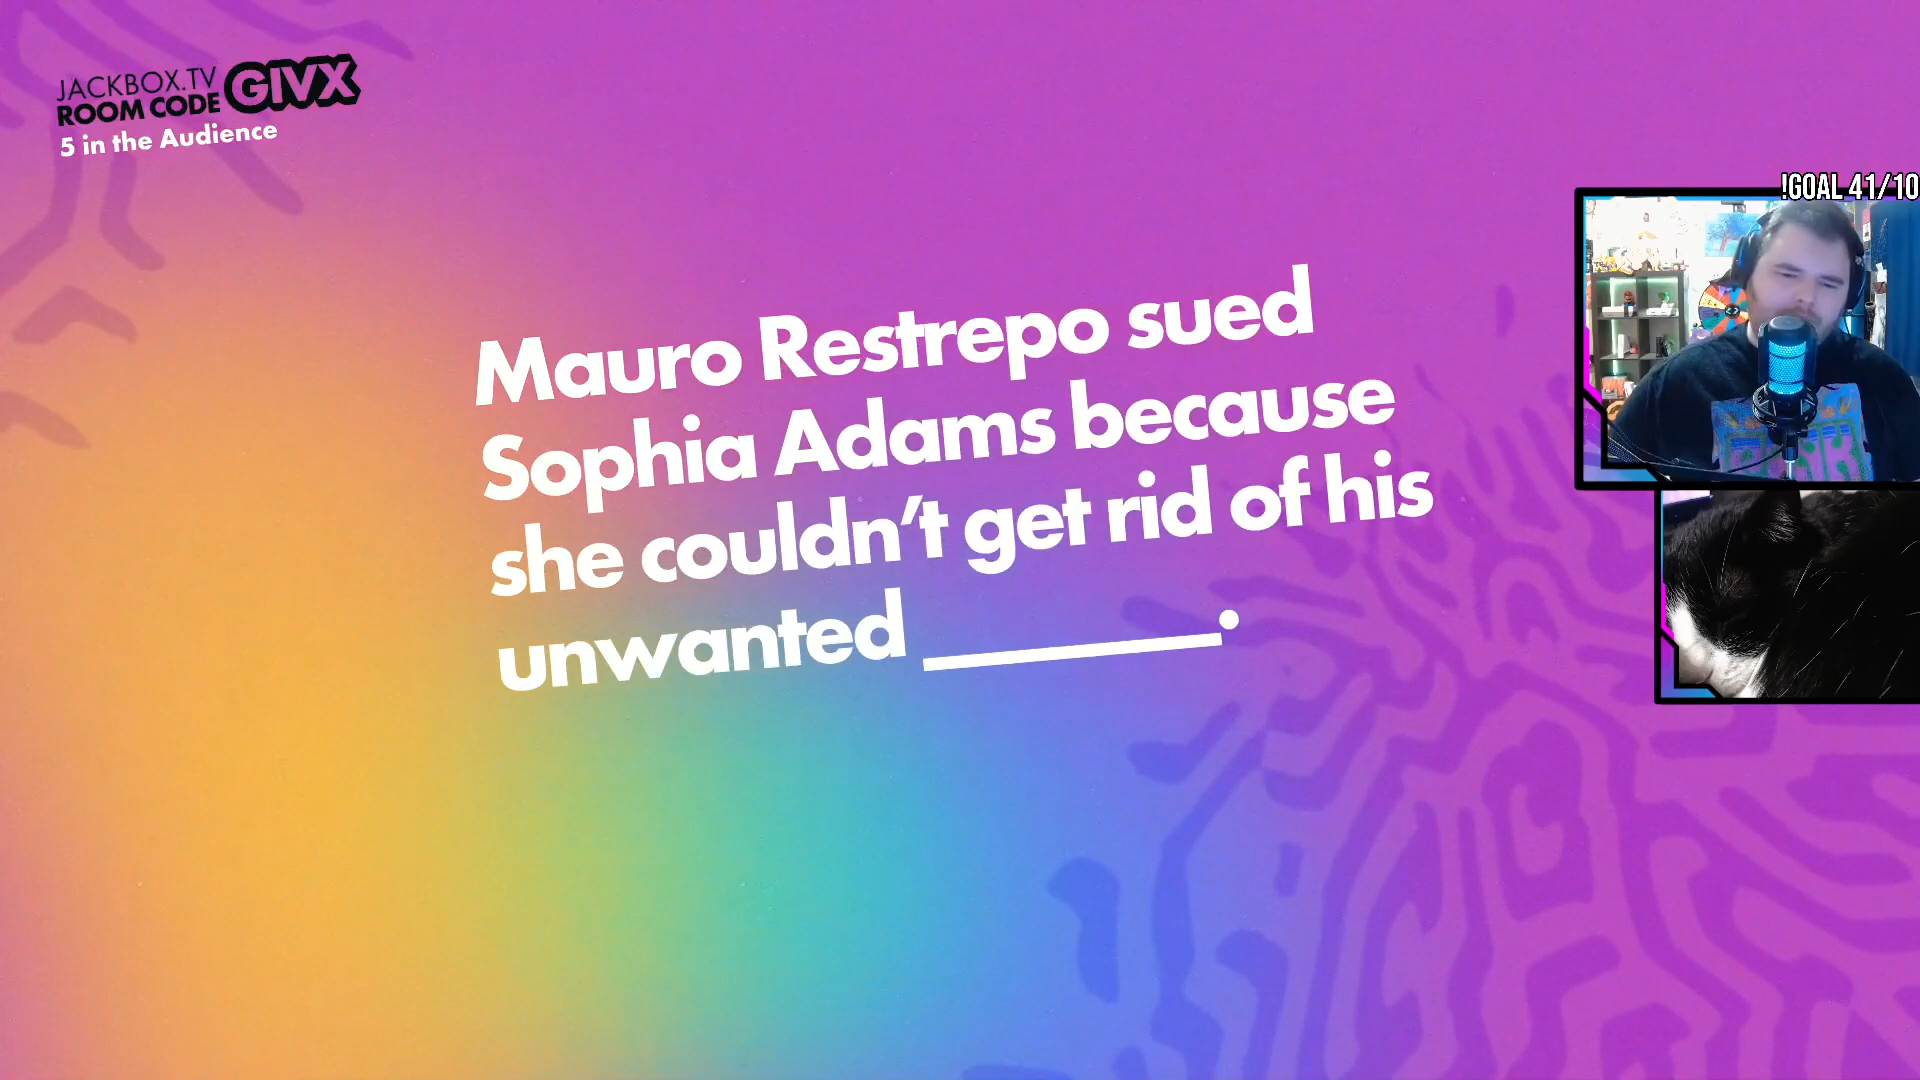 JACKBOX.TV
ROOM CODE GIVX
5 in the Audience
!GOAL 41/10
Mauro Restrepo sued
Sophia Adams because
she couldn't get rid of his
unwanted ________.